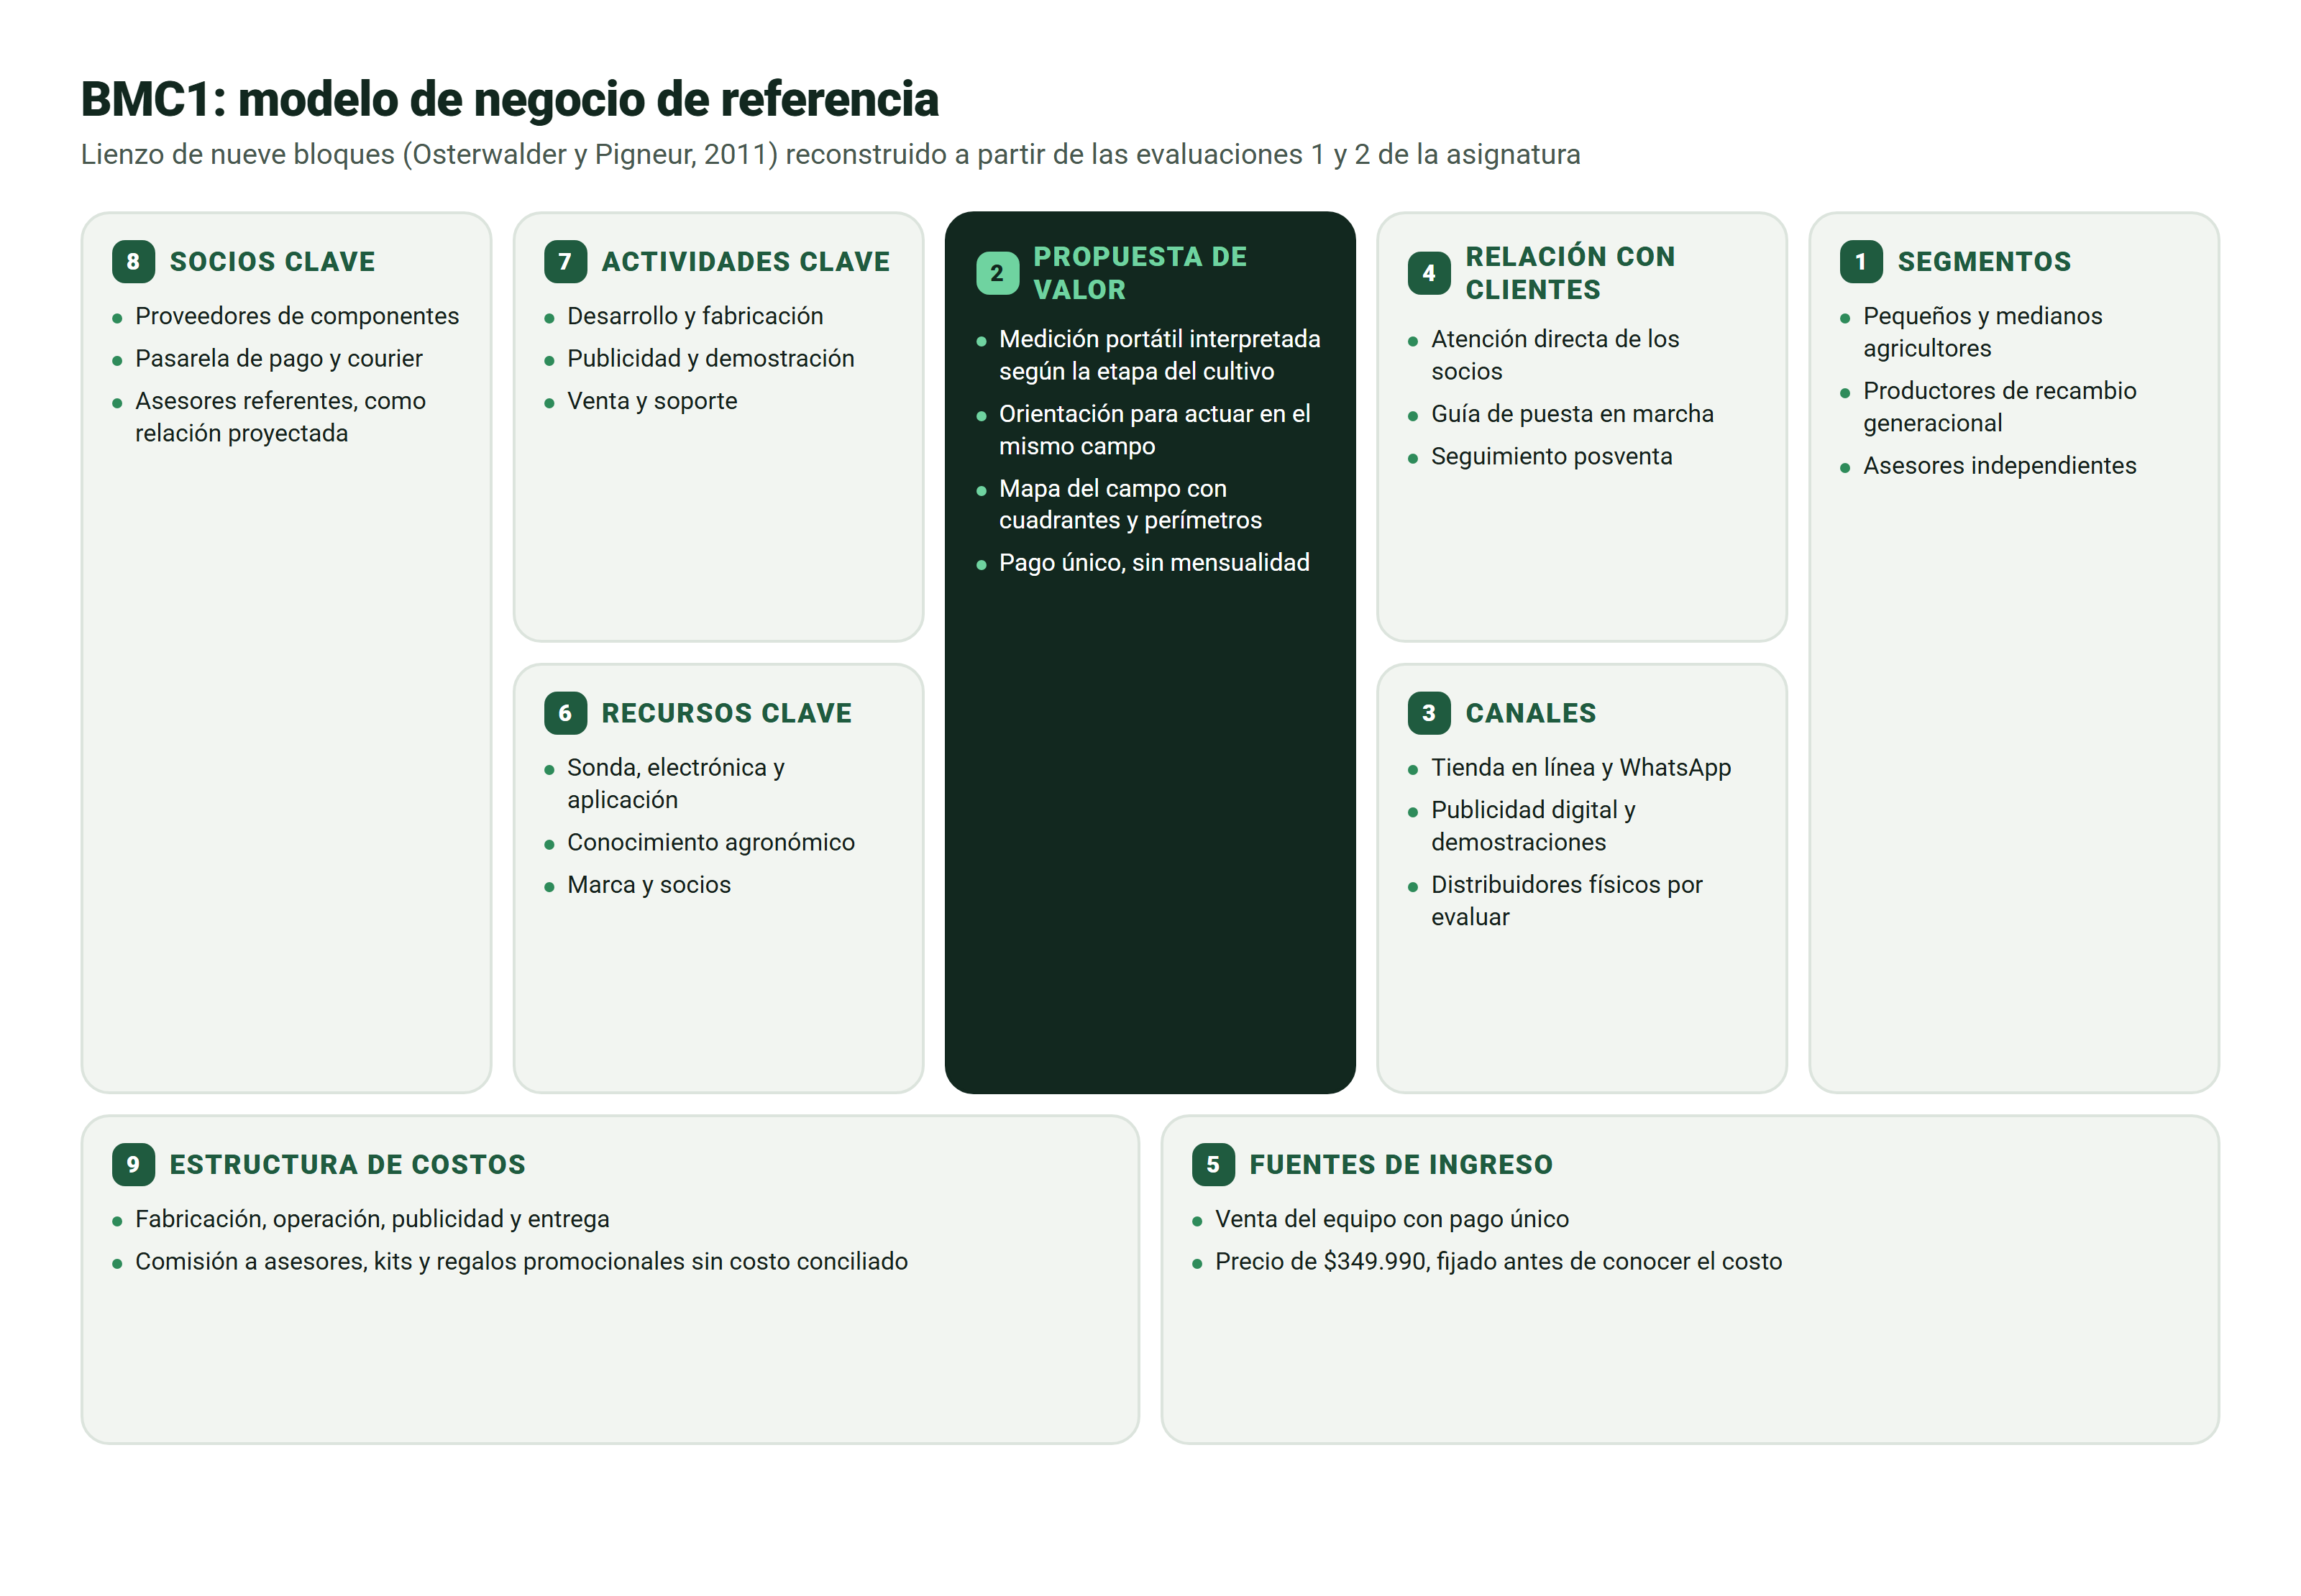 BMC1: modelo de negocio de referencia
Lienzo de nueve bloques (Osterwalder y Pigneur, 2011) reconstruido a partir de las evaluaciones 1 y 2 de la asignatura
8 SOCIOS CLAVE
Proveedores de componentes
Pasarela de pago y courier
Asesores referentes, como
relación proyectada
7 ACTIVIDADES CLAVE
Desarrollo y fabricación
Publicidad y demostración
Venta y soporte
6 RECURSOS CLAVE
Sonda, electrónica y
aplicación
Conocimiento agronómico
Marca y socios
2 PROPUESTA DE
VALOR
Medición portátil interpretada
según la etapa del cultivo
Orientación para actuar en el
mismo campo
Mapa del campo con
cuadrantes y perímetros
Pago único, sin mensualidad
4 RELACIÓN CON
CLIENTES
Atención directa de los
socios
Guía de puesta en marcha
Seguimiento posventa
3 CANALES
Tienda en línea y WhatsApp
Publicidad digital y
demostraciones
Distribuidores físicos por
evaluar
1 SEGMENTOS
Pequeños y medianos
agricultores
Productores de recambio
generacional
Asesores independientes
9 ESTRUCTURA DE COSTOS
Fabricación, operación, publicidad y entrega
Comisión a asesores, kits y regalos promocionales sin costo conciliado
5 FUENTES DE INGRESO
Venta del equipo con pago único
Precio de $349.990, fijado antes de conocer el costo